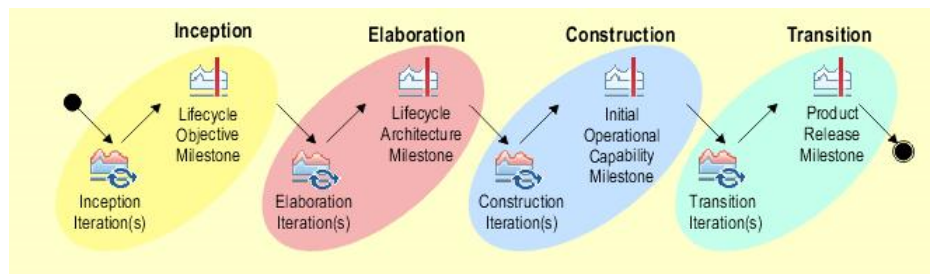 Inception
Elaboration
Construction
Transition
Lifecycle
Objective
Milestone
Inception
Iteration(s)
Lifecycle
Architecture
Milestone
Elaboration
Iteration(s)
Initial
Operational
Capability
Milestone
Construction
Iteration(s)
Product
Release
Milestone
Transition
Iteration(s)